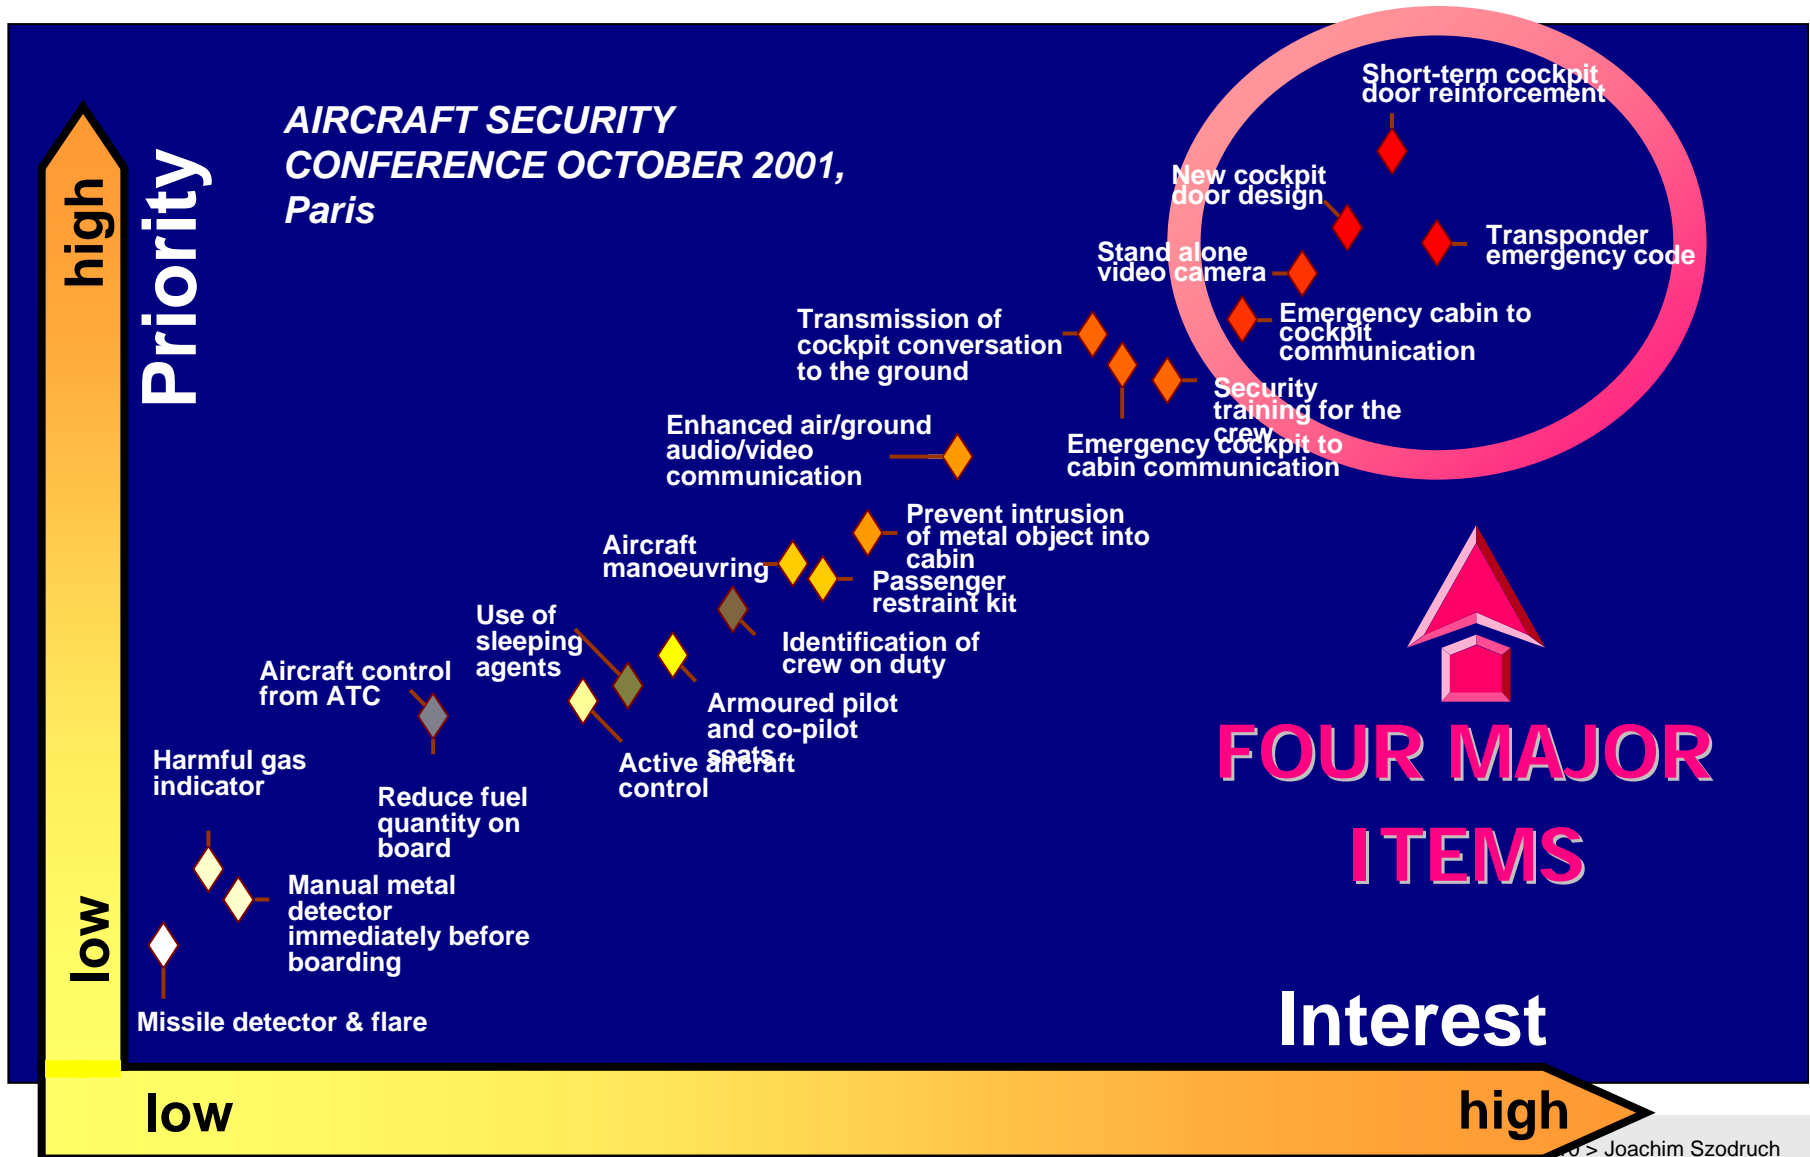 AIRCRAFT SECURITY
CONFERENCE OCTOBER 2001,
Paris
high
Priority
low
Short-term cockpit
door reinforcement
New cockpit
door design
Transponder
emergency code
Stand alone
video camera
Emergency cabin to
cockpit
communication
Transmission of
cockpit conversation
to the ground
Security
training for the
crew
Emergency cockpit to
cabin communication
Enhanced air/ground
audio/video
communication
Prevent intrusion
of metal object into
cabin
Aircraft
manoeuvring
Passenger
restraint kit
Use of
sleeping
agents
Identification of
crew on duty
Aircraft control
from ATC
Armoured pilot
and co-pilot
seats
Active aircraft
control
Harmful gas
indicator
Reduce fuel
quantity on
board
Manual metal
detector
immediately before
boarding
Missile detector & flare
FOUR MAJOR
ITEMS
Interest
low
high
> Joachim Szodruch